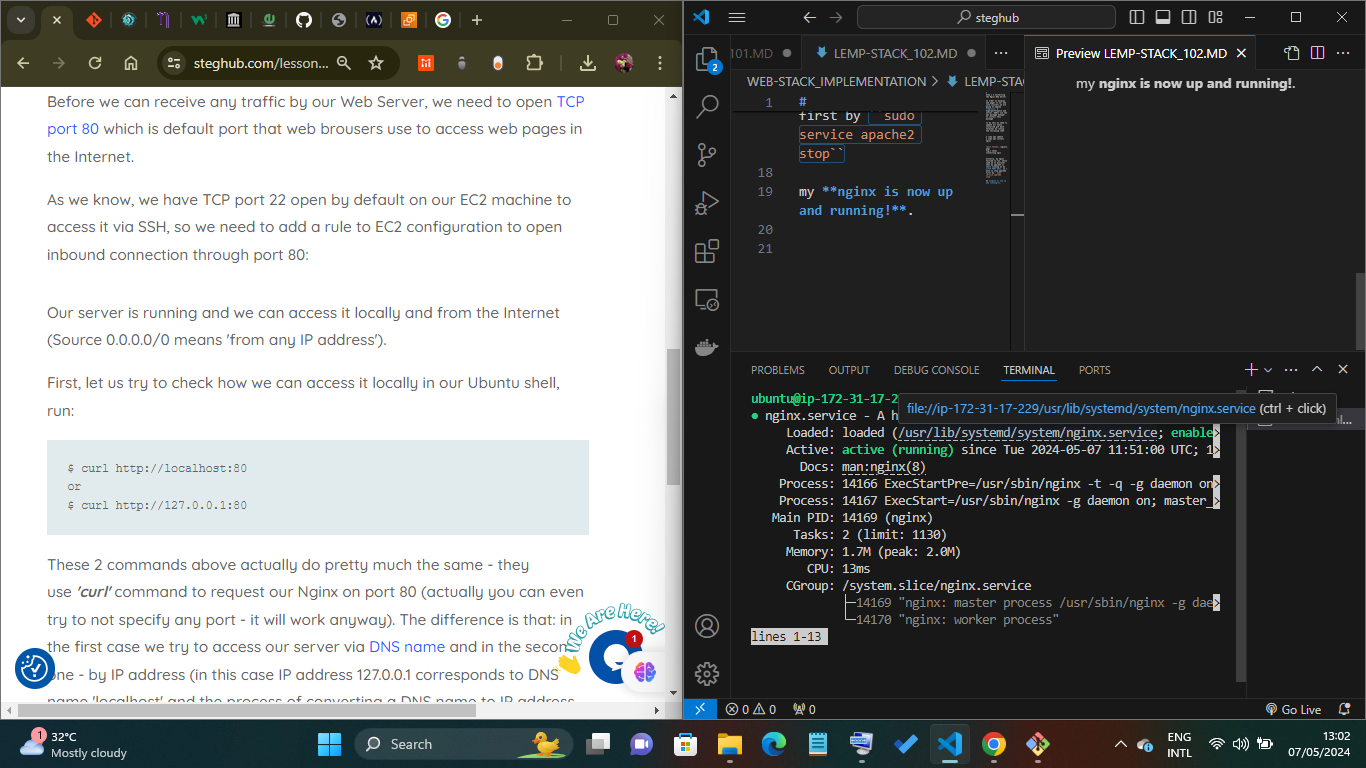 steghub.com/lesson...
Before we can receive any traffic by our Web Server, we need to open TCP
port 80 which is default port that web brousers use to access web pages in
the Internet.
As we know, we have TCP port 22 open by default on our EC2 machine to
access it via SSH, so we need to add a rule to EC2 configuration to open
inbound connection through port 80:
Our server is running and we can access it locally and from the Internet
(Source 0.0.0.0/0 means 'from any IP address').
First, let us try to check how we can access it locally in our Ubuntu shell,
run:
$ curl http://localhost:80
or
$ curl http://127.0.0.1:80
These 2 commands above actually do pretty much the same - they
use 'curl' command to request our Nginx on port 80 (actually you can even
try to not specify any port - it will work anyway). The difference is that: in
the first case we try to access our server via DNS name and in the second
one - by IP address (in this case IP address 127.0.0.1 corresponds to DNS
name 'localhost' and the process of converting a DNS name to IP address
We Are Here!
1
steghub
2
101.MD
LEMP-STACK_102.MD
Preview LEMP-STACK_102.MD
WEB-STACK_IMPLEMENTATION > LEMP-STA
1 #
first by ` sudo
service apache2
stop``
18
19 my **nginx is now up
and running!**.
20
21
my nginx is now up and running!.
PROBLEMS OUTPUT DEBUG CONSOLE TERMINAL PORTS
ubuntu@ip-172-31-17-2
file://ip-172-31-17-229/usr/lib/systemd/system/nginx.service (ctrl + click)
● nginx.service - A h
Loaded: loaded (/usr/lib/systemd/system/nginx.service; enable>
Active: active (running) since Tue 2024-05-07 11:51:00 UTC; 1>
Docs: man:nginx(8)
Process: 14166 ExecStartPre=/usr/sbin/nginx -t -q -g daemon on>
Process: 14167 ExecStart=/usr/sbin/nginx -g daemon on; master_>
Main PID: 14169 (nginx)
Tasks: 2 (limit: 1130)
Memory: 1.7M (peak: 2.0M)
CPU: 13ms
CGroup: /system.slice/nginx.service
├─14169 "nginx: master process /usr/sbin/nginx -g dae>
└─14170 "nginx: worker process"
lines 1-13
0 0 0
Go Live
1
32°C
Mostly cloudy
Search
ENG
INTL
13:02
07/05/2024